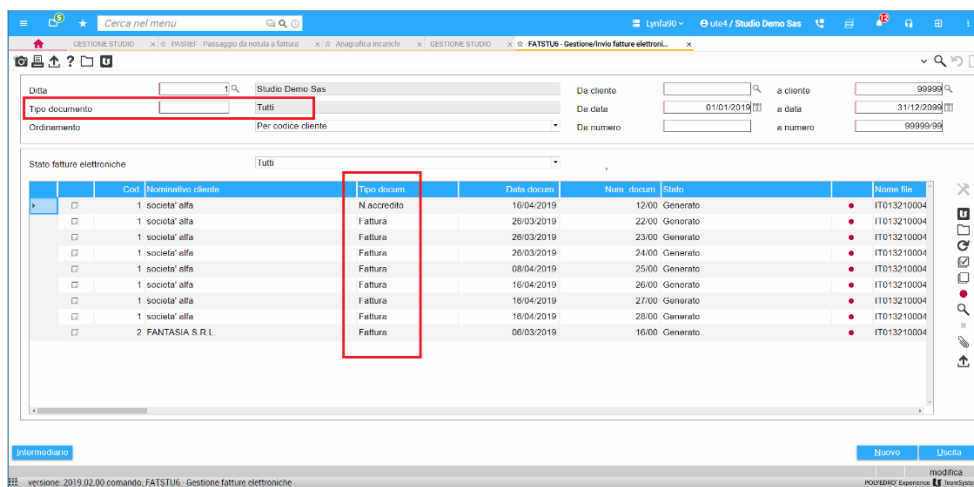 5 Cerca nel menu Lynfa90 ute4 / Studio Demo Sas
GESTIONE STUDIO x PASREF - Passaggio da notula a fattura x Anagrafica incarichi x GESTIONE STUDIO x FATSTU6 - Gestione/invio fatture elettroni... x
Ditta 1 Studio Demo Sas Da cliente a cliente 99999
Tipo documento Tutti Da data 01/01/2019 a data 31/12/2099
Ordinamento Per codice cliente Da numero a numero 99999/99
Stato fatture elettroniche Tutti
Cod Nominativo cliente Tipo docum Data docum Num. docum Stato Nome file
1 societa' alfa N.accredito 16/04/2019 12/00 Generato IT013210004
1 societa' alfa Fattura 26/03/2019 22/00 Generato IT013210004
1 societa' alfa Fattura 26/03/2019 23/00 Generato IT013210004
1 societa' alfa Fattura 26/03/2019 24/00 Generato IT013210004
1 societa' alfa Fattura 08/04/2019 25/00 Generato IT013210004
1 societa' alfa Fattura 16/04/2019 26/00 Generato IT013210004
1 societa' alfa Fattura 16/04/2019 27/00 Generato IT013210004
1 societa' alfa Fattura 16/04/2019 28/00 Generato IT013210004
2 FANTASIA S.R.L. Fattura 06/03/2019 16/00 Generato IT013210004
Intermediario Nuovo Uscita
modifica
versione: 2019.02.00 comando: FATSTU6 - Gestione fatture elettroniche POLYEDRO' Experience TeamSyste